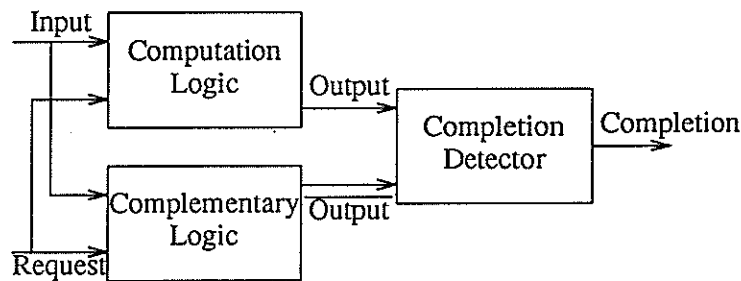 Input
Computation
Logic
Output
Completion
Detector
Completion
Complementary
Logic
Output
Request